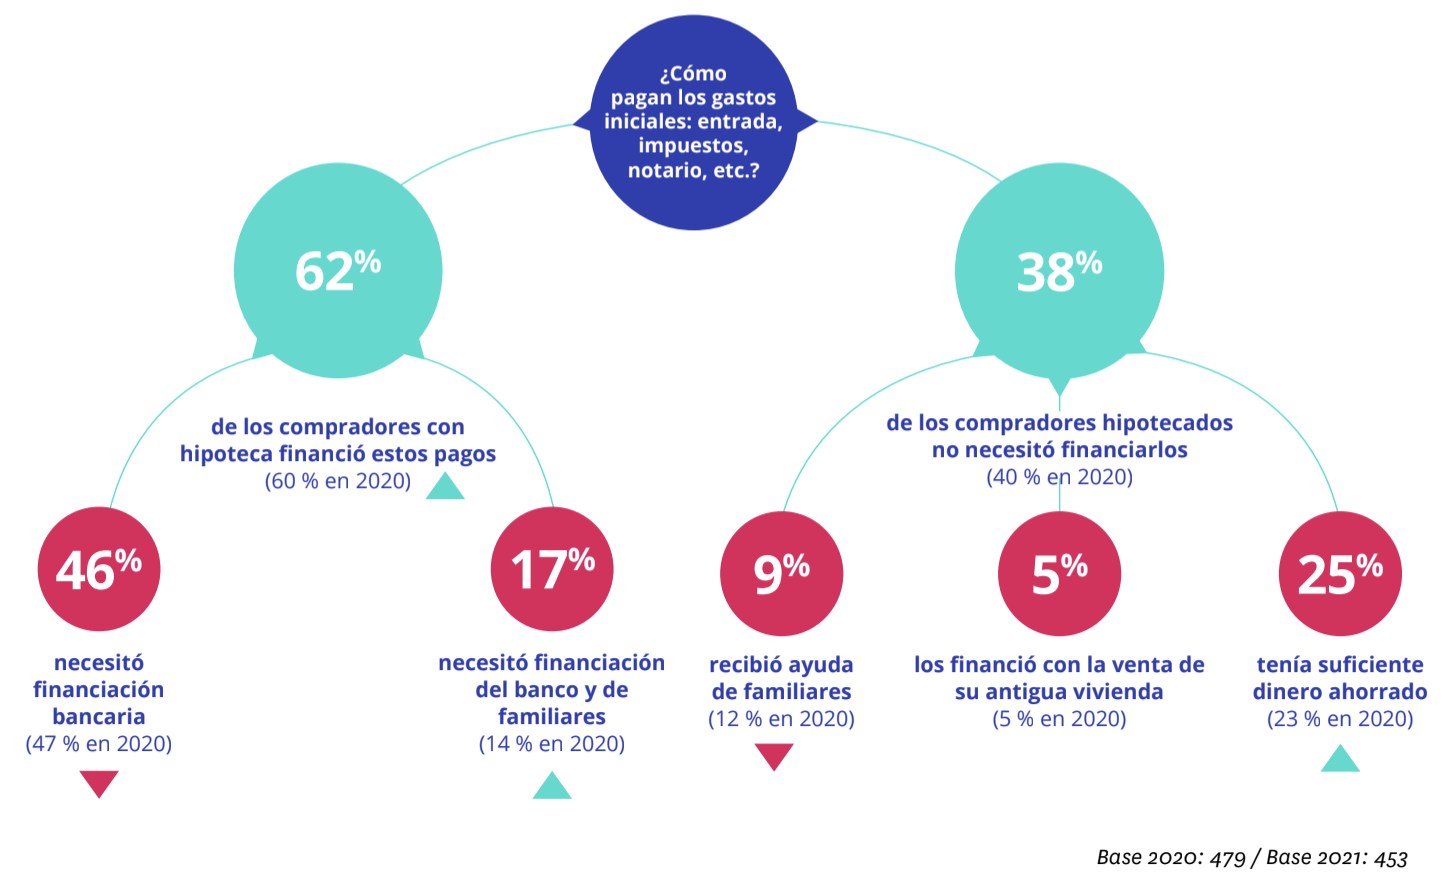 ¿Cómo
pagan los gastos
iniciales: entrada,
impuestos,
notario, etc.?
62%
de los compradores con
hipoteca financió estos pagos
(60 % en 2020)
46%
necesitó
financiación
bancaria
(47 % en 2020)
17%
necesitó financiación
del banco y de
familiares
(14 % en 2020)
38%
de los compradores hipotecados
no necesitó financiarlos
(40 % en 2020)
9%
recibió ayuda
de familiares
(12 % en 2020)
5%
los financió con la venta de
su antigua vivienda
(5 % en 2020)
25%
tenía suficiente
dinero ahorrado
(23 % en 2020)
Base 2020: 479 / Base 2021: 453